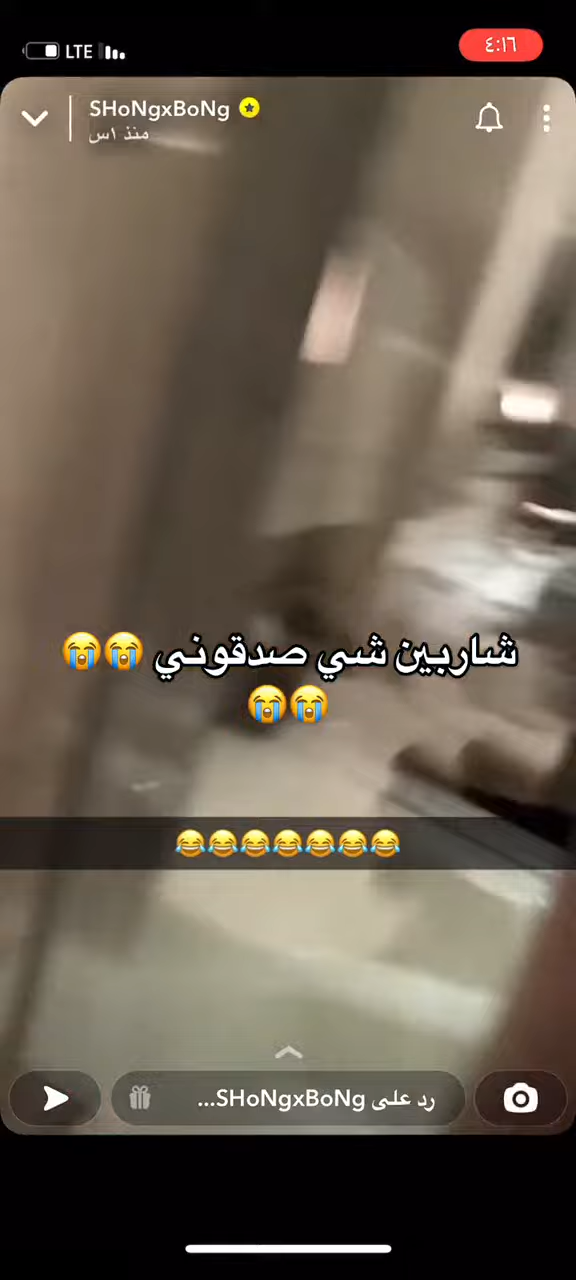 LTE ٤:١٦
SHoNgxBoNg
منذ ١س
شاربين شي صدقوني 😭😭
😭😭
😂😂😂😂😂😂😂
رد على SHoNgxBoNg...